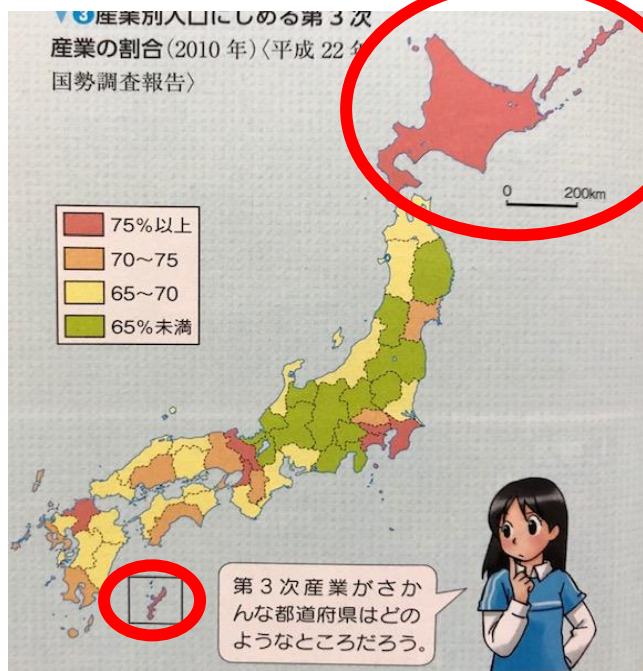 ▼❸産業別人口にしめる第3次
産業の割合(2010年)〈平成22年
国勢調査報告〉
0 200km
75%以上
70～75
65～70
65%未満
第3次産業がさか
んな都道府県はどの
ようなところだろう。